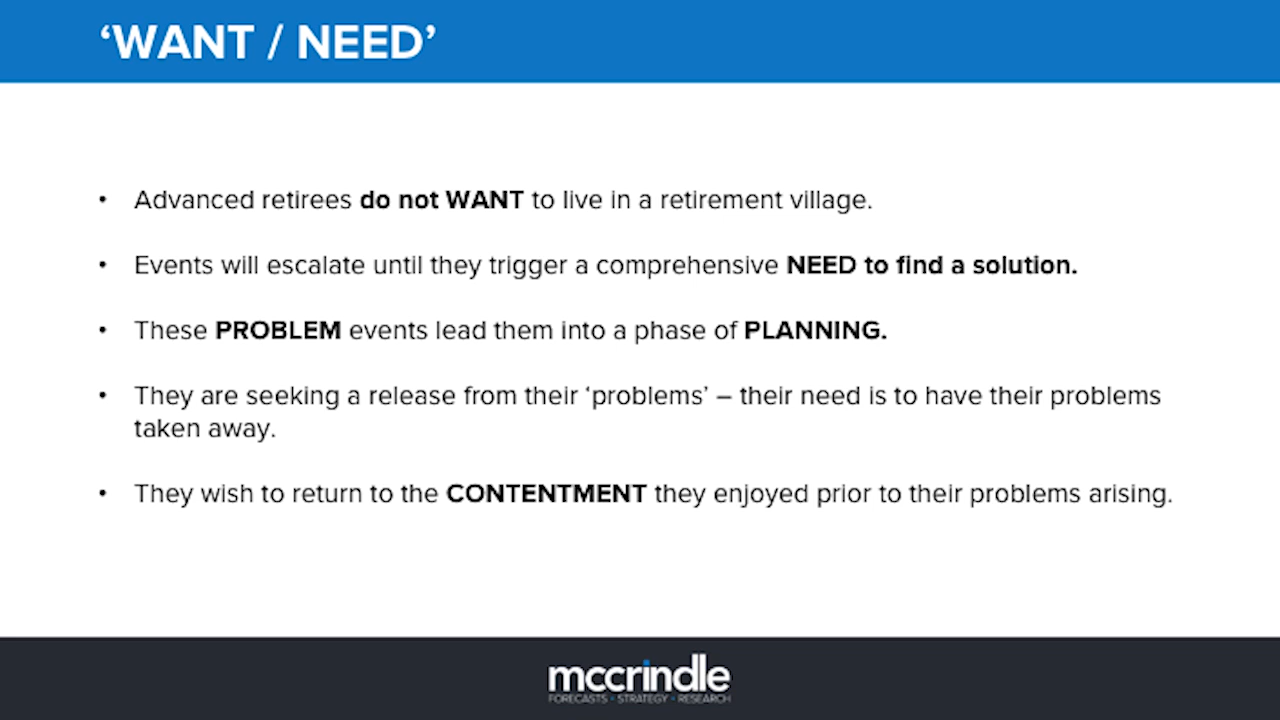 ‘WANT / NEED’
• Advanced retirees do not WANT to live in a retirement village.
• Events will escalate until they trigger a comprehensive NEED to find a solution.
• These PROBLEM events lead them into a phase of PLANNING.
• They are seeking a release from their ‘problems’ – their need is to have their problems
taken away.
• They wish to return to the CONTENTMENT they enjoyed prior to their problems arising.
mccrindle
FORECASTS • STRATEGY • RESEARCH